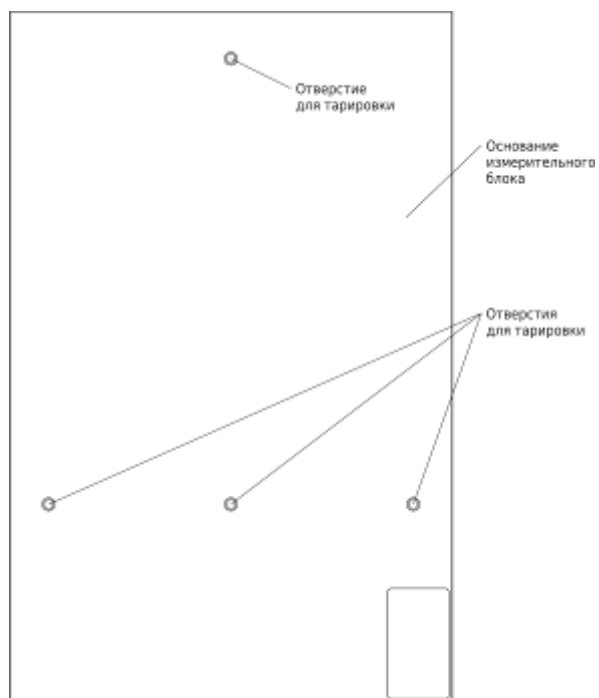 Отверстие
для тарировки
Основание
измерительного
блока
Отверстия
для тарировки